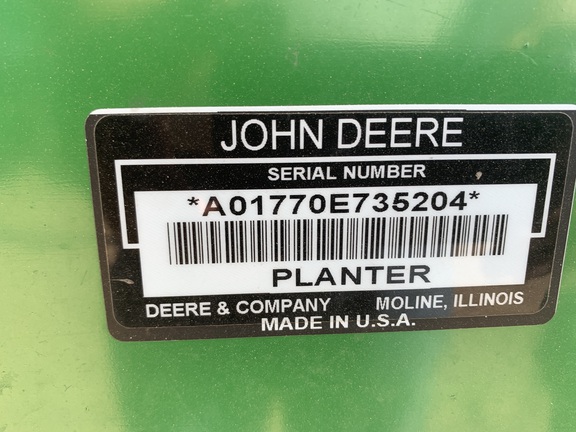 JOHN DEERE
SERIAL NUMBER
*A01770E735204*
PLANTER
DEERE & COMPANY MOLINE, ILLINOIS
MADE IN U.S.A.